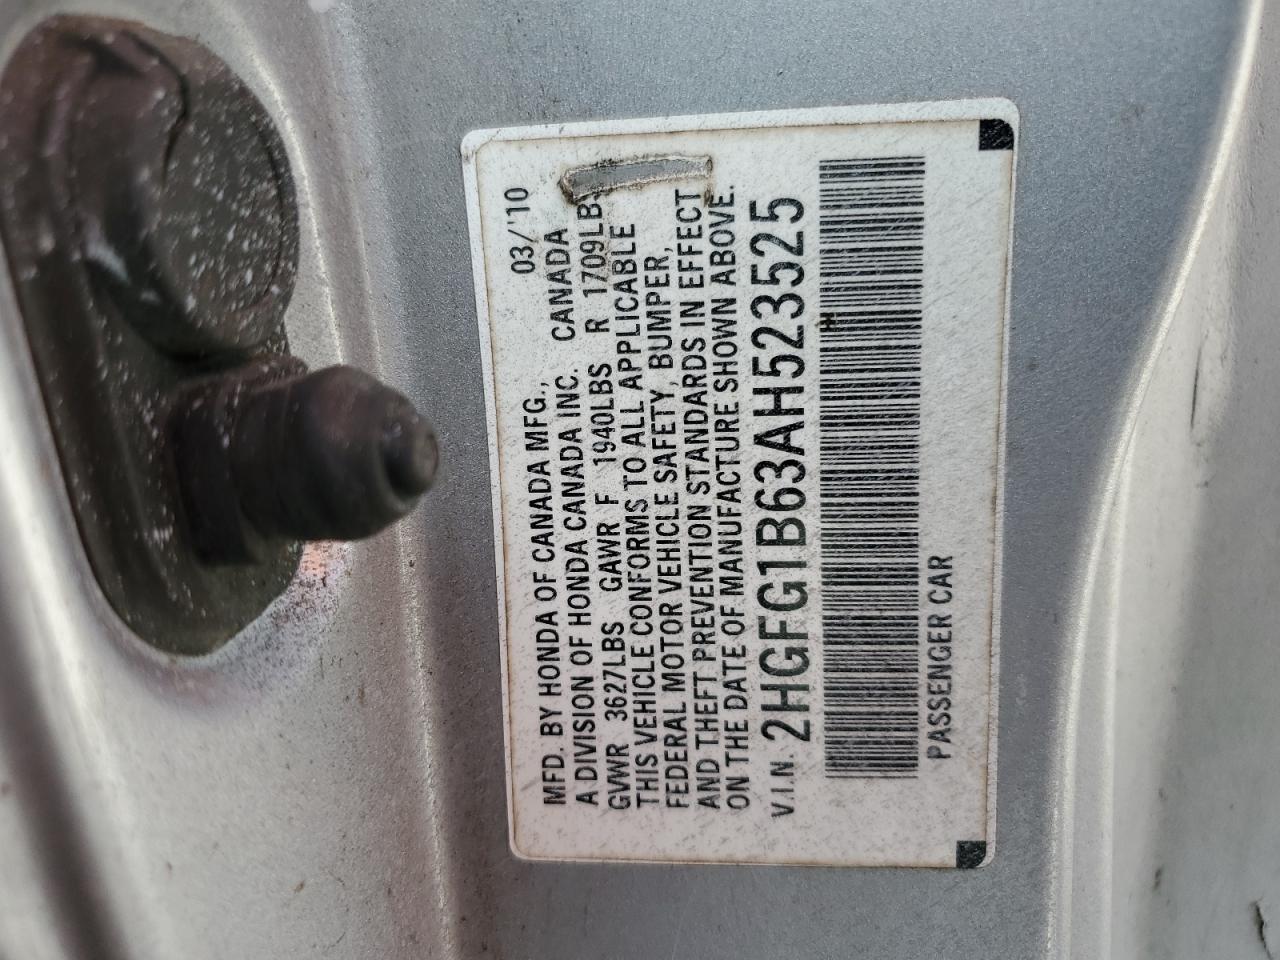 MFD. BY HONDA OF CANADA MFG., 03/'10
A DIVISION OF HONDA CANADA INC. CANADA
GVWR 3627LBS GAWR F 1940LBS R 1709LBS
THIS VEHICLE CONFORMS TO ALL APPLICABLE
FEDERAL MOTOR VEHICLE SAFETY, BUMPER,
AND THEFT PREVENTION STANDARDS IN EFFECT
ON THE DATE OF MANUFACTURE SHOWN ABOVE.
V.I.N. 2HGFG1B63AH523525
PASSENGER CAR